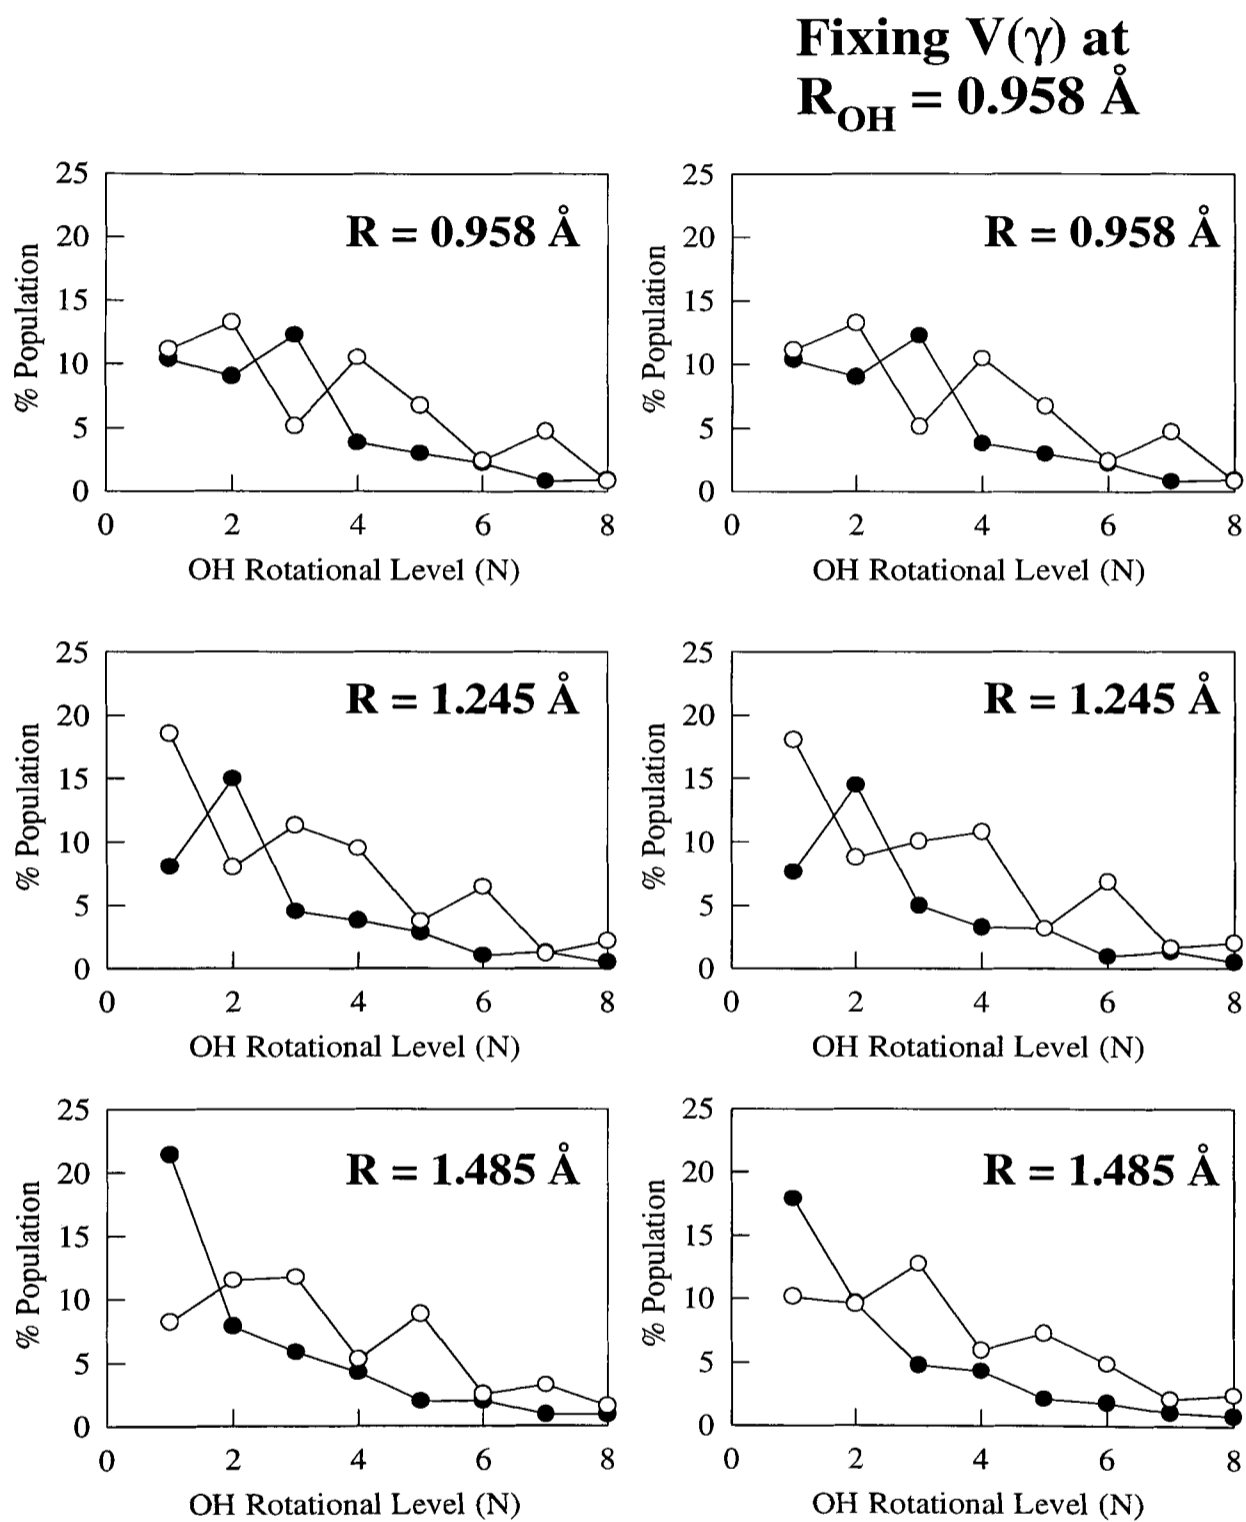 Fixing V(γ) at
R_OH = 0.958 Å
25
20
15
10
5
0
% Population
R = 0.958 Å
0 2 4 6 8
OH Rotational Level (N)
25
20
15
10
5
0
% Population
R = 0.958 Å
0 2 4 6 8
OH Rotational Level (N)
25
20
15
10
5
0
% Population
R = 1.245 Å
0 2 4 6 8
OH Rotational Level (N)
25
20
15
10
5
0
% Population
R = 1.245 Å
0 2 4 6 8
OH Rotational Level (N)
25
20
15
10
5
0
% Population
R = 1.485 Å
0 2 4 6 8
OH Rotational Level (N)
25
20
15
10
5
0
% Population
R = 1.485 Å
0 2 4 6 8
OH Rotational Level (N)